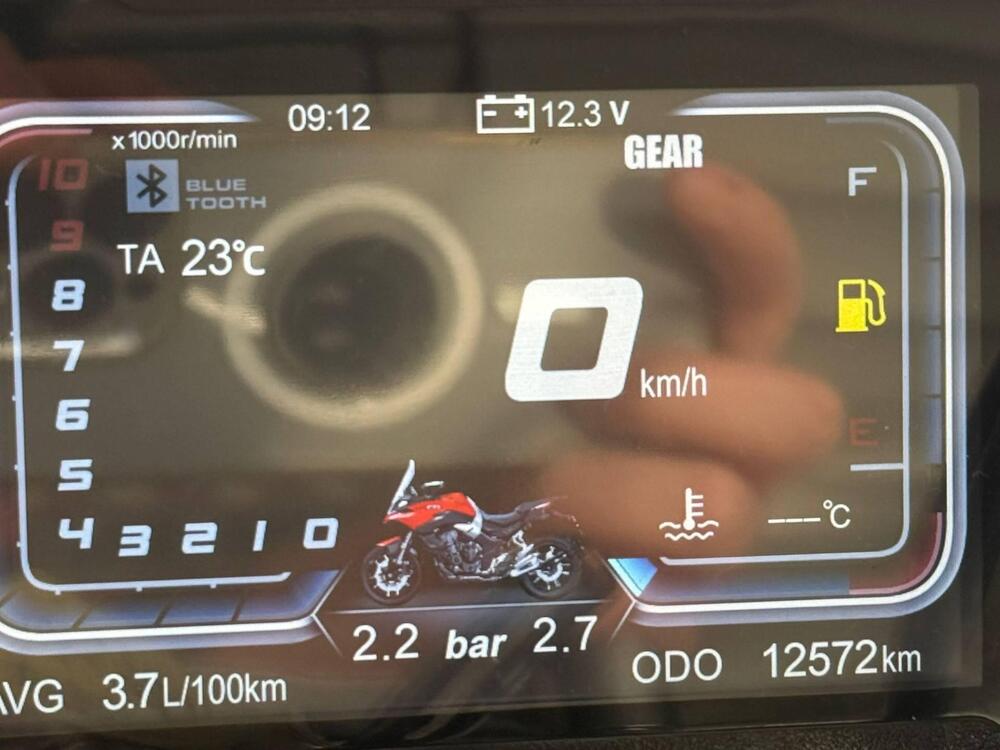 09:12
12.3 V
x1000r/min
GEAR
10
BLUE
TOOTH
F
9
TA 23°C
8
7
0
km/h
6
E
5
4 3 2 1 0
---°C
2.2 bar 2.7
AVG 3.7L/100km
ODO 12572km